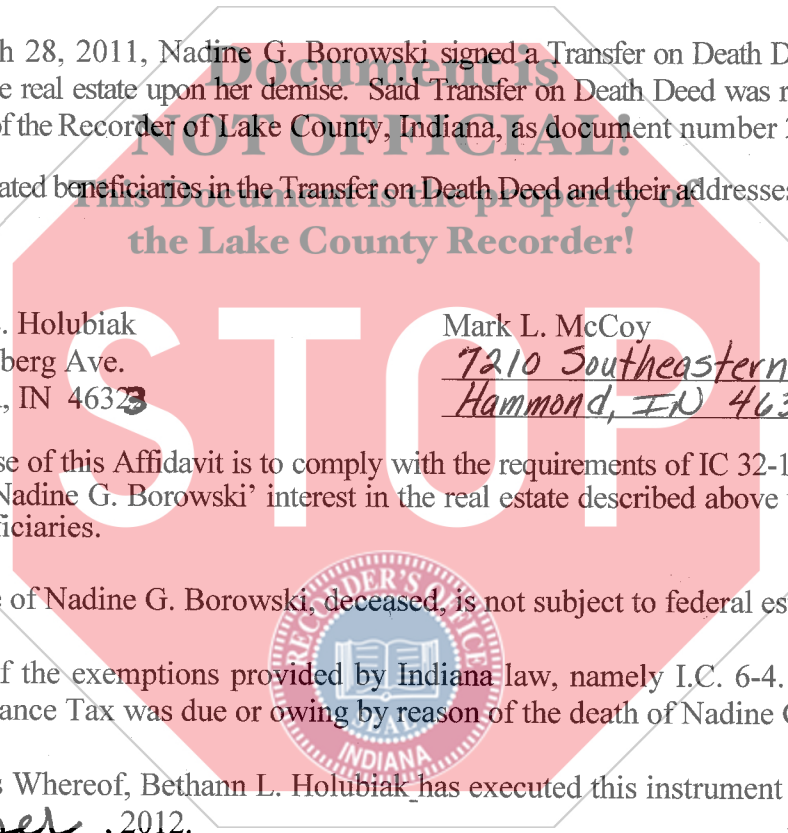 h 28, 2011, Nadine G. Borowski signed a Transfer on Death D
Document is
e real estate upon her demise. Said Transfer on Death Deed was r
NOT OFFICIAL!
of the Recorder of Lake County, Indiana, as document number 2
This Document is the property of
ated beneficiaries in the Transfer on Death Deed and their addresses
the Lake County Recorder!
STOP
. Holubiak
Mark L. McCoy
berg Ave.
7210 Southeastern
, IN 46323
Hammond, IN 463
se of this Affidavit is to comply with the requirements of IC 32-1
Nadine G. Borowski' interest in the real estate described above
ficiaries.
e of Nadine G. Borowski, deceased, is not subject to federal es
f the exemptions provided by Indiana law, namely I.C. 6-4.
ance Tax was due or owing by reason of the death of Nadine G
RECORDER'S OFFICE
SEAL
INDIANA
s Whereof, Bethann L. Holubiak has executed this instrument
, 2012.